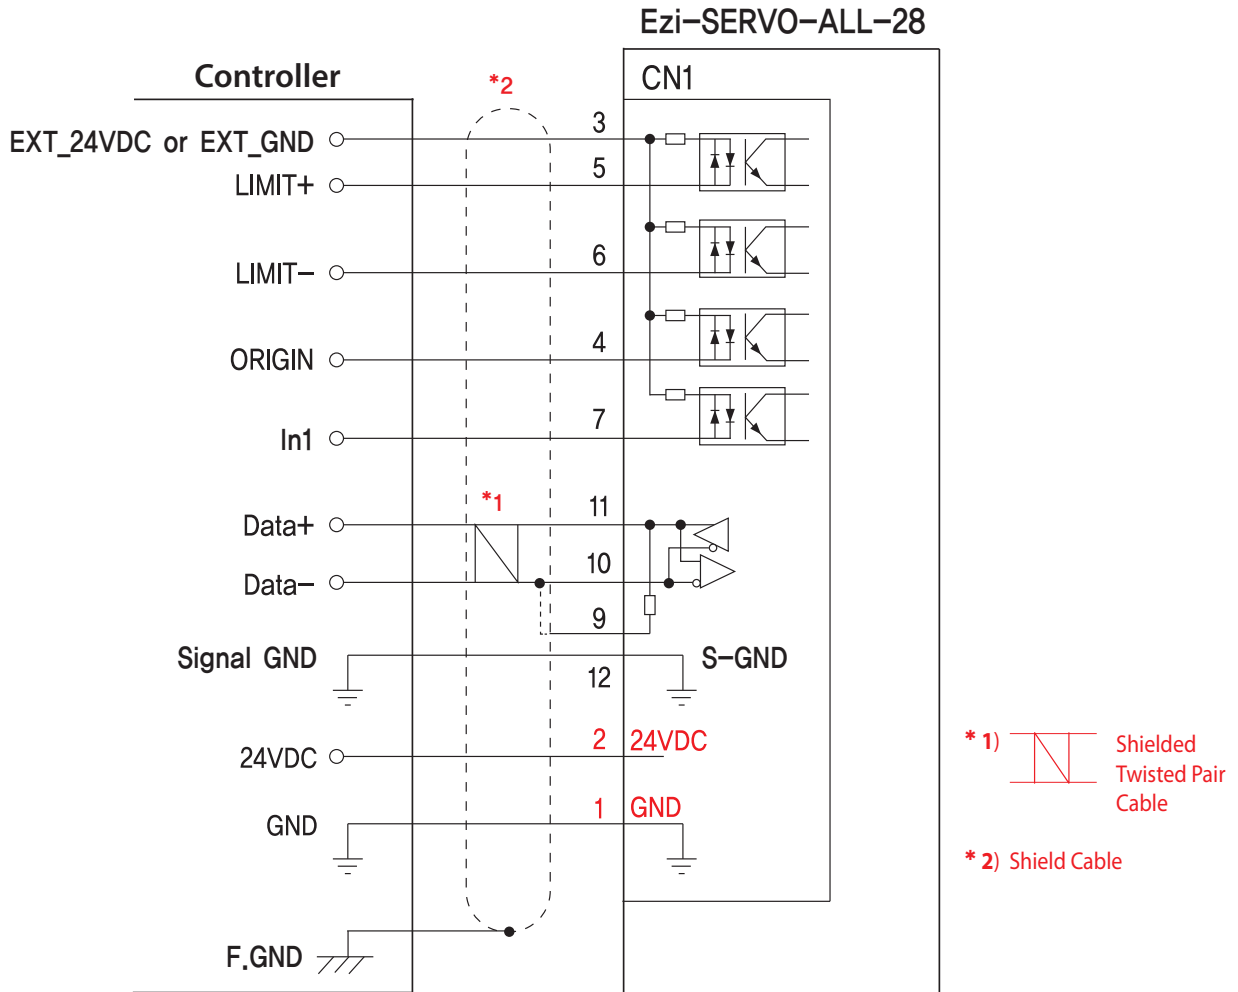 Ezi-SERVO-ALL-28
Controller
*2
CN1
EXT_24VDC or EXT_GND
3
LIMIT+
5
LIMIT-
6
ORIGIN
4
In1
7
*1
Data+
11
Data-
10
9
Signal GND
12
S-GND
24VDC
2
24VDC
GND
1
GND
F.GND
* 1)
Shielded
Twisted Pair
Cable
* 2) Shield Cable